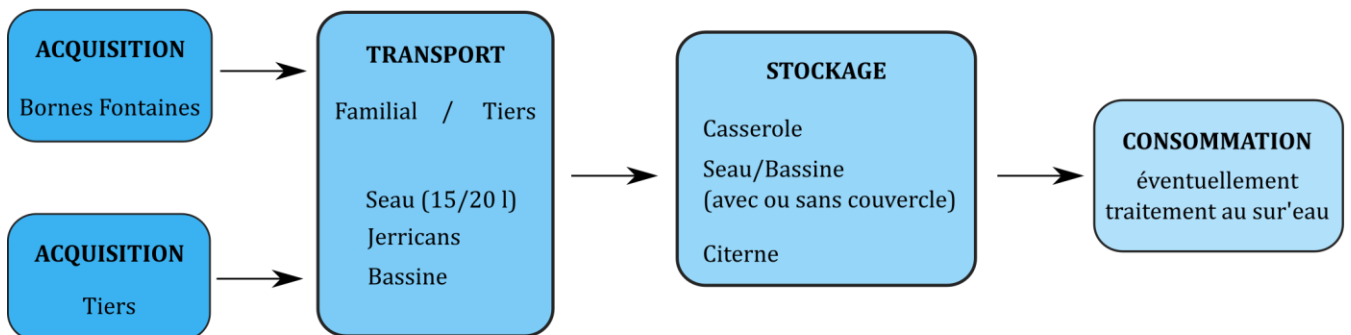 ACQUISITION
Bornes Fontaines
ACQUISITION
Tiers
TRANSPORT
Familial / Tiers
Seau (15/20 l)
Jerricans
Bassine
STOCKAGE
Casserole
Seau/Bassine
(avec ou sans couvercle)
Citerne
CONSOMMATION
éventuellement
traitement au sur'eau